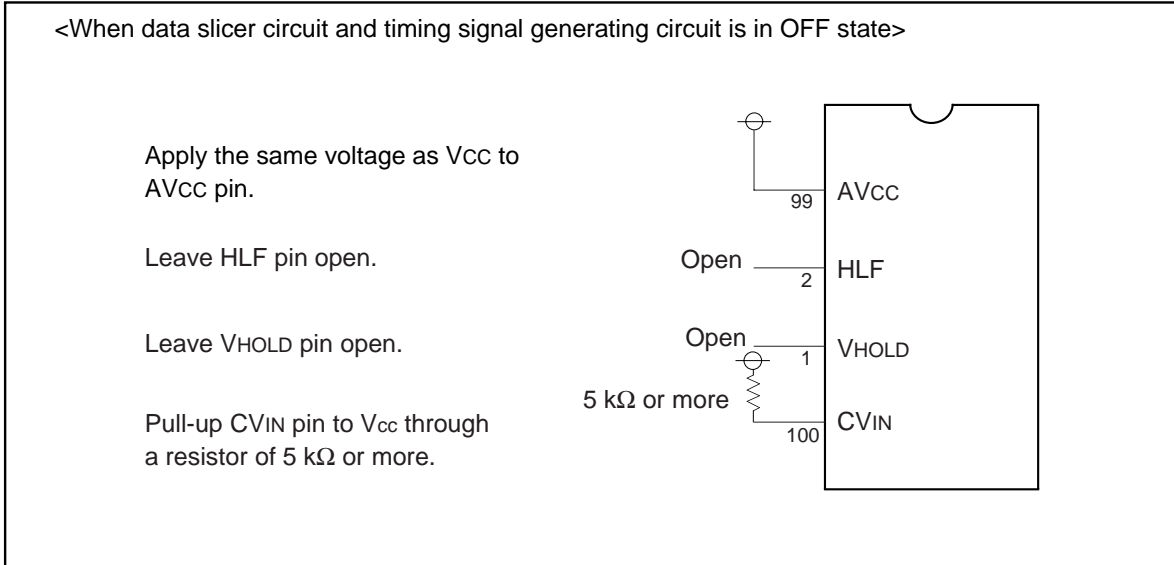 <When data slicer circuit and timing signal generating circuit is in OFF state>
Apply the same voltage as VCC to
AVCC pin.
99
AVCC
Leave HLF pin open.
Open
2
HLF
Leave VHOLD pin open.
Open
1
VHOLD
Pull-up CVIN pin to Vcc through
a resistor of 5 kΩ or more.
5 kΩ or more
100
CVIN